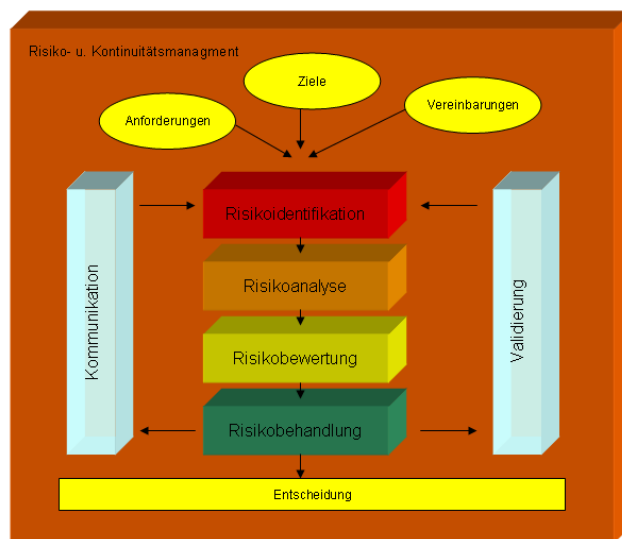 Risiko- u. Kontinuitätsmanagment
Ziele
Anforderungen
Vereinbarungen
Risikoidentifikation
Risikoanalyse
Risikobewertung
Risikobehandlung
Kommunikation
Validierung
Entscheidung